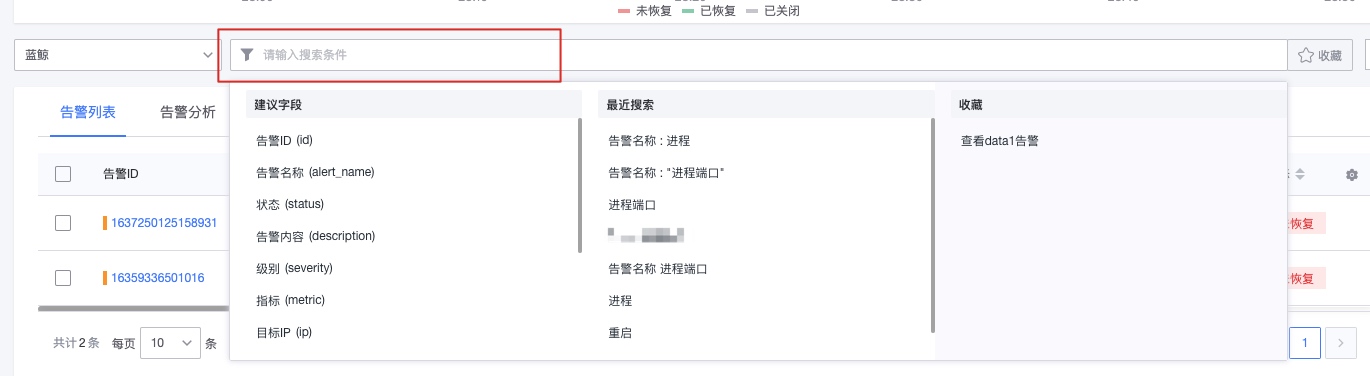 未恢复 已恢复 已关闭
蓝鲸
请输入搜索条件
收藏
告警列表 告警分析
建议字段
告警ID (id)
告警名称 (alert_name)
状态 (status)
告警内容 (description)
级别 (severity)
指标 (metric)
目标IP (ip)
最近搜索
告警名称 : 进程
告警名称 : "进程端口"
进程端口
告警名称 进程端口
进程
重启
收藏
查看data1告警
告警ID
1637250125158931
恢复
16359336501016
恢复
共计2条 每页 10 条
1